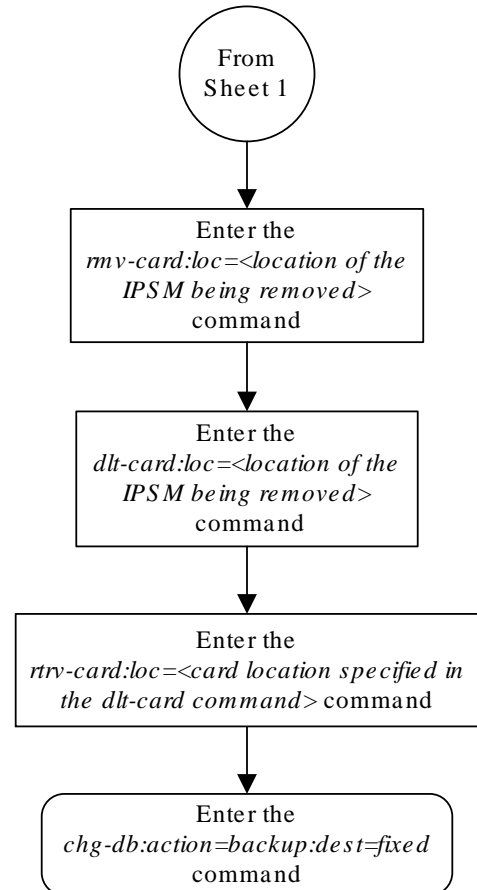 From
Sheet 1
Enter the
rmv-card:loc=<location of the
IPSM being removed>
command
Enter the
dlt-card:loc=<location of the
IPSM being removed>
command
Enter the
rtrv-card:loc=<card location specified in
the dlt-card command> command
Enter the
chg-db:action=backup:dest=fixed
command